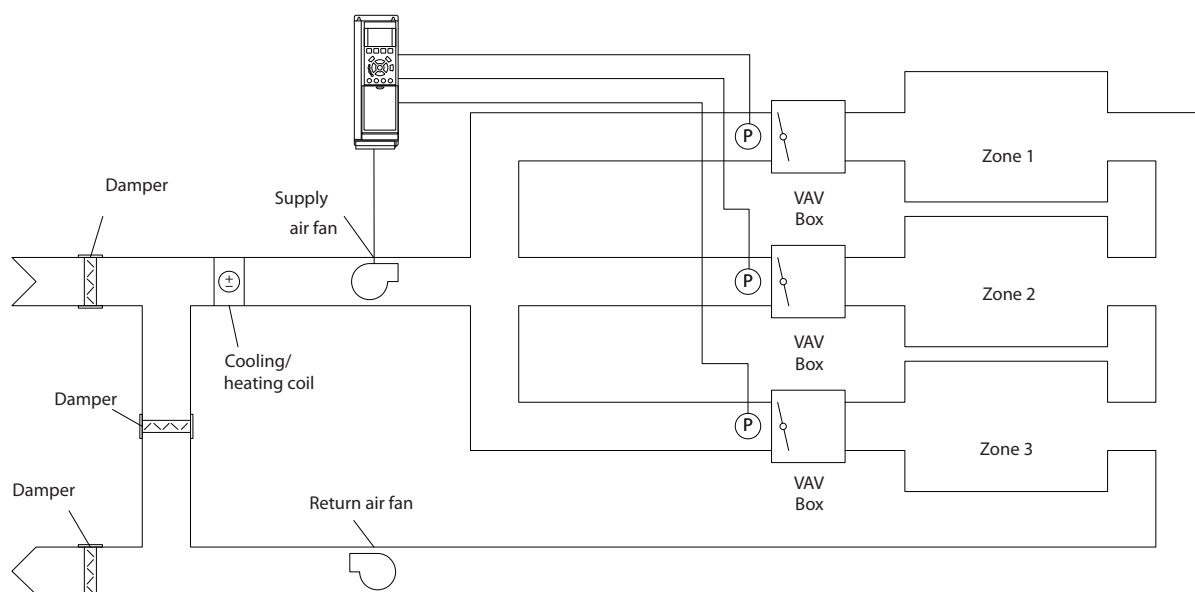 Damper
Supply
air fan
P
Zone 1
VAV
Box
±
P
Zone 2
Cooling/
heating coil
VAV
Box
Damper
P
Zone 3
VAV
Box
Damper
Return air fan